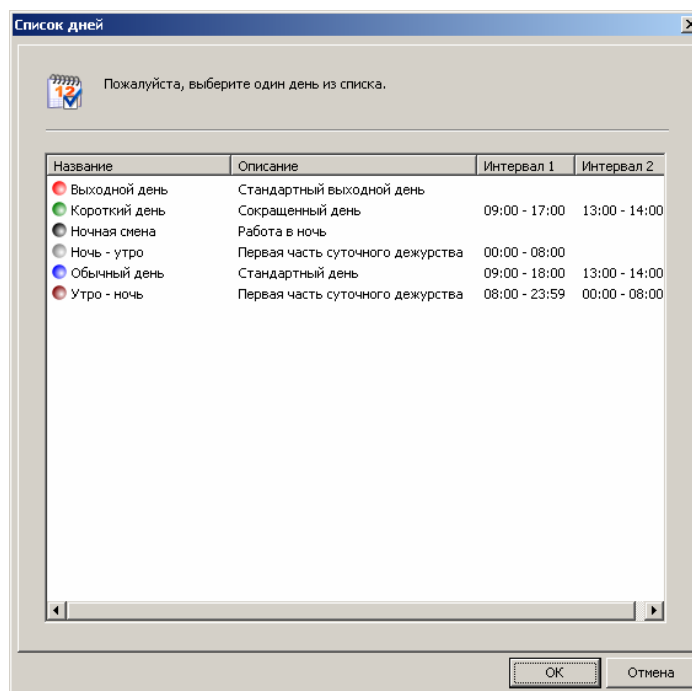 Список дней
12
Пожалуйста, выберите один день из списка.
Название Описание Интервал 1 Интервал 2
Выходной день Стандартный выходной день
Короткий день Сокращенный день 09:00 - 17:00 13:00 - 14:00
Ночная смена Работа в ночь
Ночь - утро Первая часть суточного дежурства 00:00 - 08:00
Обычный день Стандартный день 09:00 - 18:00 13:00 - 14:00
Утро - ночь Первая часть суточного дежурства 08:00 - 23:59 00:00 - 08:00
ОК Отмена